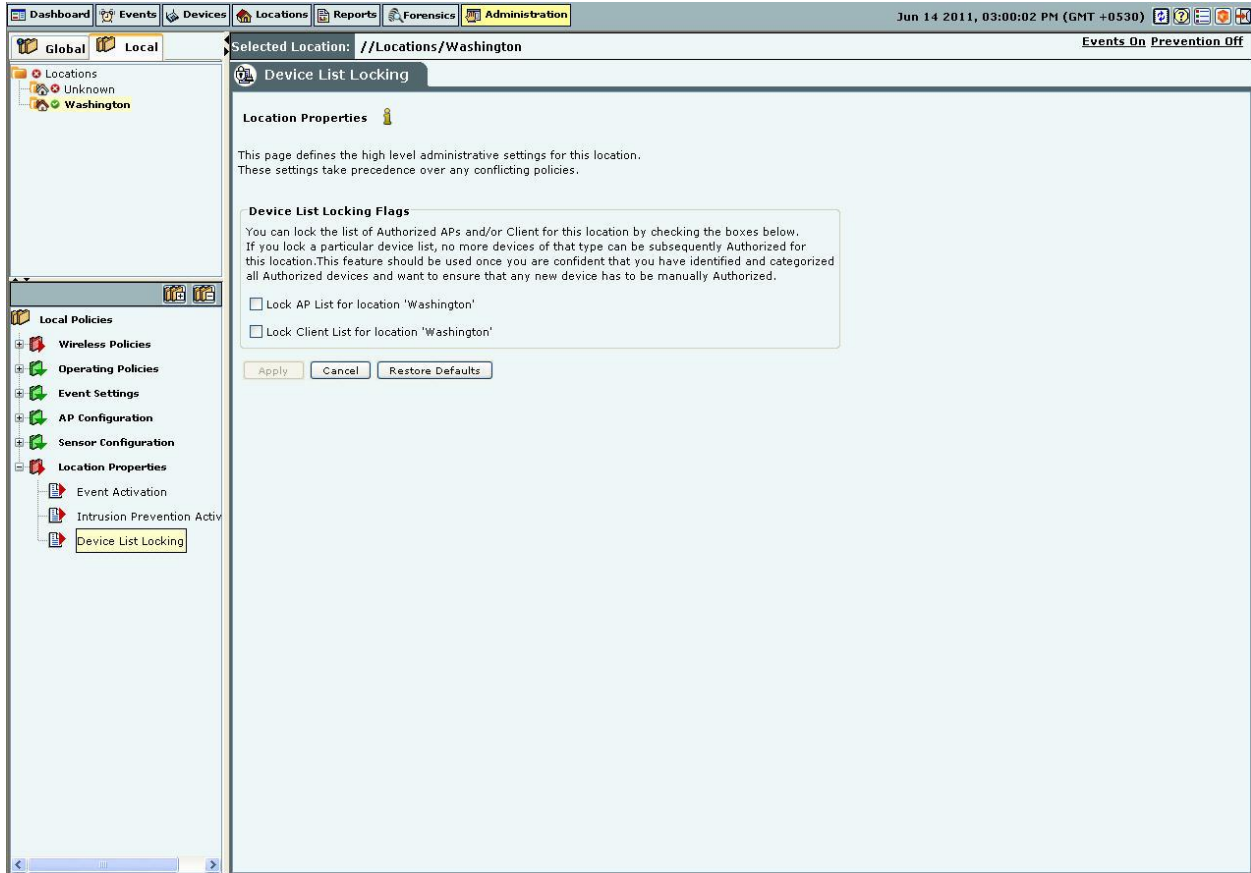 Dashboard Events Devices Locations Reports Forensics Administration
Jun 14 2011, 03:00:02 PM (GMT +0530)
Global Local
Selected Location: //Locations/Washington
Events On Prevention Off
Locations
Unknown
Washington
Device List Locking
Location Properties
This page defines the high level administrative settings for this location.
These settings take precedence over any conflicting policies.
Device List Locking Flags
You can lock the list of Authorized APs and/or Client for this location by checking the boxes below.
If you lock a particular device list, no more devices of that type can be subsequently Authorized for
this location.This feature should be used once you are confident that you have identified and categorized
all Authorized devices and want to ensure that any new device has to be manually Authorized.
Lock AP List for location 'Washington'
Lock Client List for location 'Washington'
Apply Cancel Restore Defaults
Local Policies
Wireless Policies
Operating Policies
Event Settings
AP Configuration
Sensor Configuration
Location Properties
Event Activation
Intrusion Prevention Activ
Device List Locking